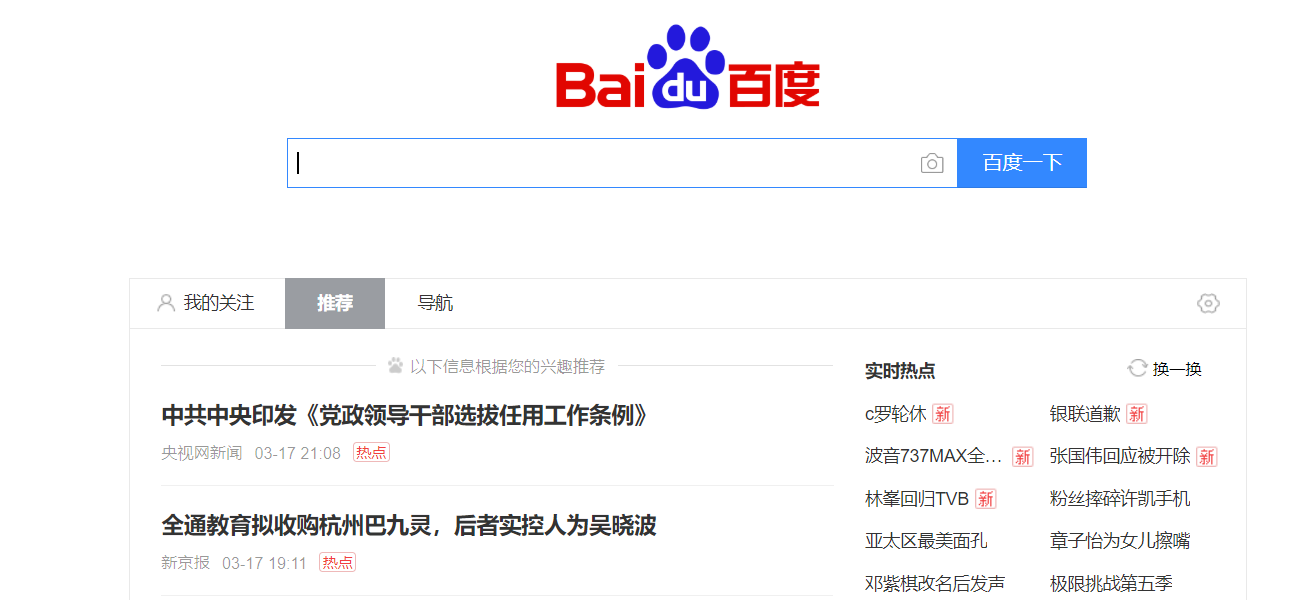 Bai du 百度
百度一下
我的关注 推荐 导航
以下信息根据您的兴趣推荐
中共中央印发《党政领导干部选拔任用工作条例》
央视网新闻 03-17 21:08 热点
全通教育拟收购杭州巴九灵，后者实控人为吴晓波
新京报 03-17 19:11 热点
实时热点 换一换
c罗轮休 新 银联道歉 新
波音737MAX全... 新 张国伟回应被开除 新
林峯回归TVB 新 粉丝摔碎许凯手机
亚太区最美面孔 章子怡为女儿擦嘴
邓紫棋改名后发声 极限挑战第五季